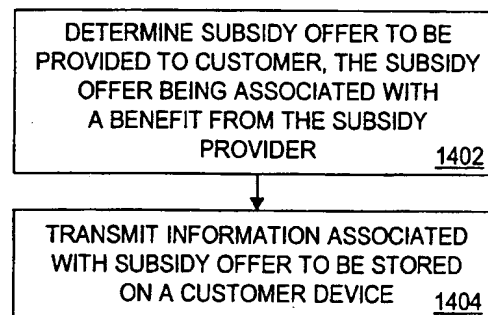 DETERMINE SUBSIDY OFFER TO BE
PROVIDED TO CUSTOMER, THE SUBSIDY
OFFER BEING ASSOCIATED WITH
A BENEFIT FROM THE SUBSIDY
PROVIDER
1402
TRANSMIT INFORMATION ASSOCIATED
WITH SUBSIDY OFFER TO BE STORED
ON A CUSTOMER DEVICE
1404